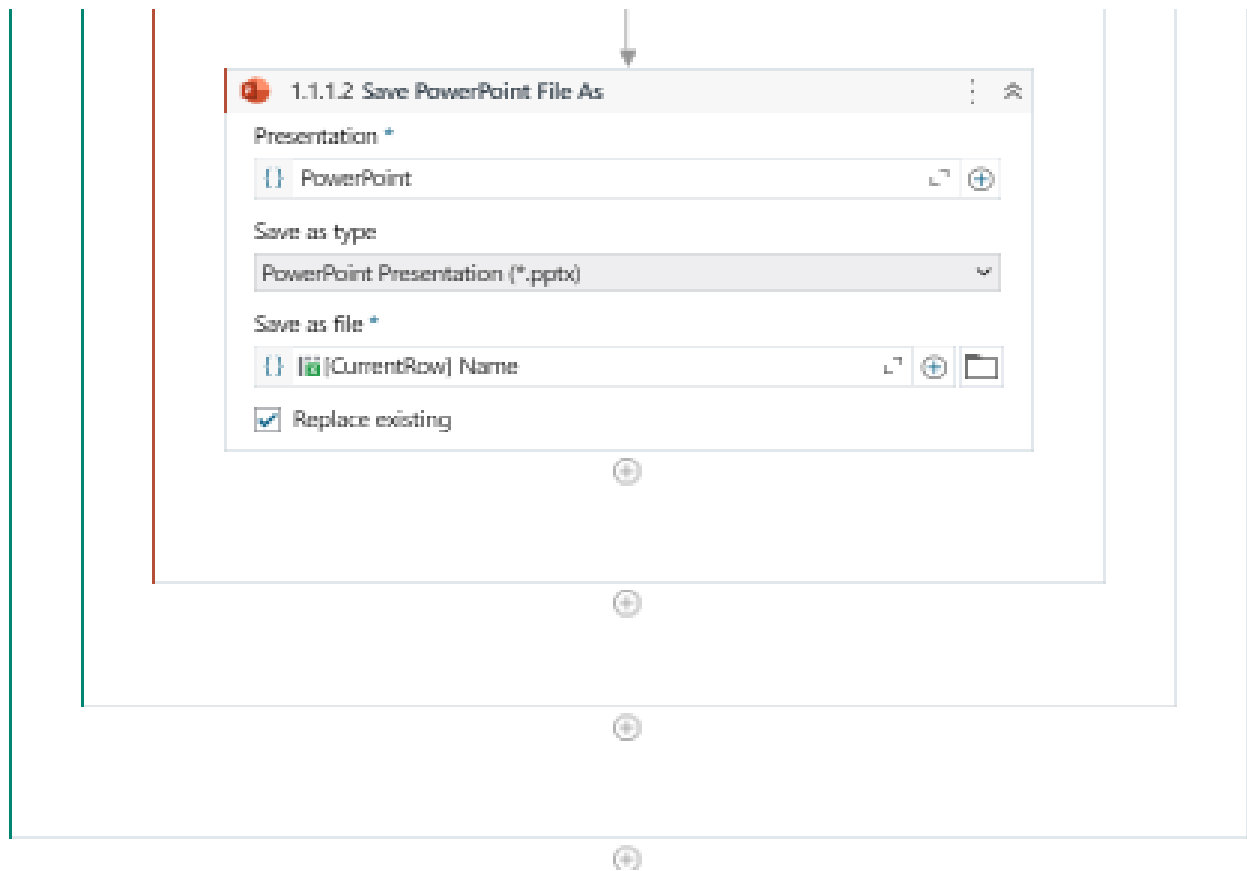 1.1.1.2 Save PowerPoint File As
Presentation *
{} PowerPoint
Save as type
PowerPoint Presentation (*.pptx)
Save as file *
{} [CurrentRow] Name
Replace existing